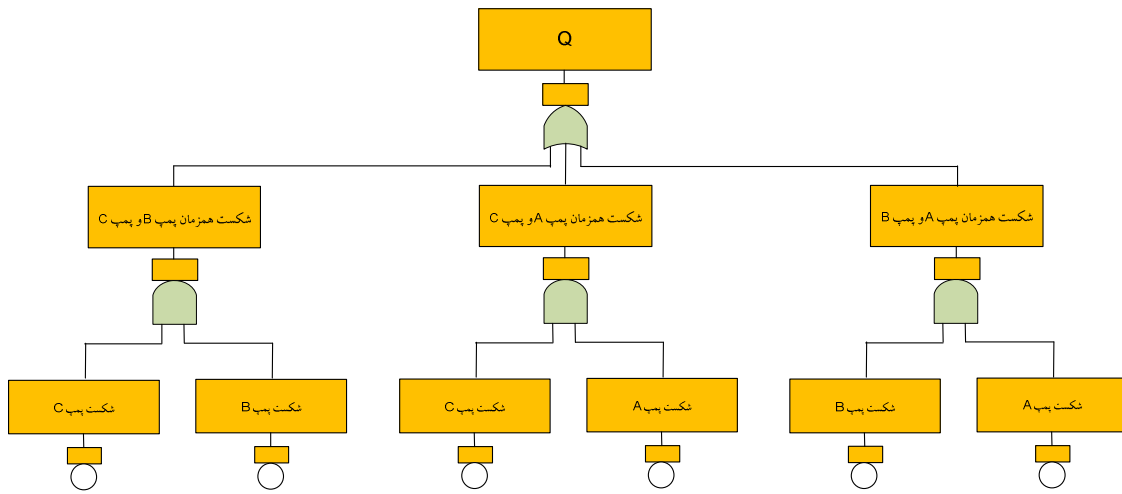 Q
شکست همزمان پمپ A و پمپ B
شکست همزمان پمپ A و پمپ C
شکست همزمان پمپ B و پمپ C
شکست پمپ A
شکست پمپ B
شکست پمپ A
شکست پمپ C
شکست پمپ B
شکست پمپ C